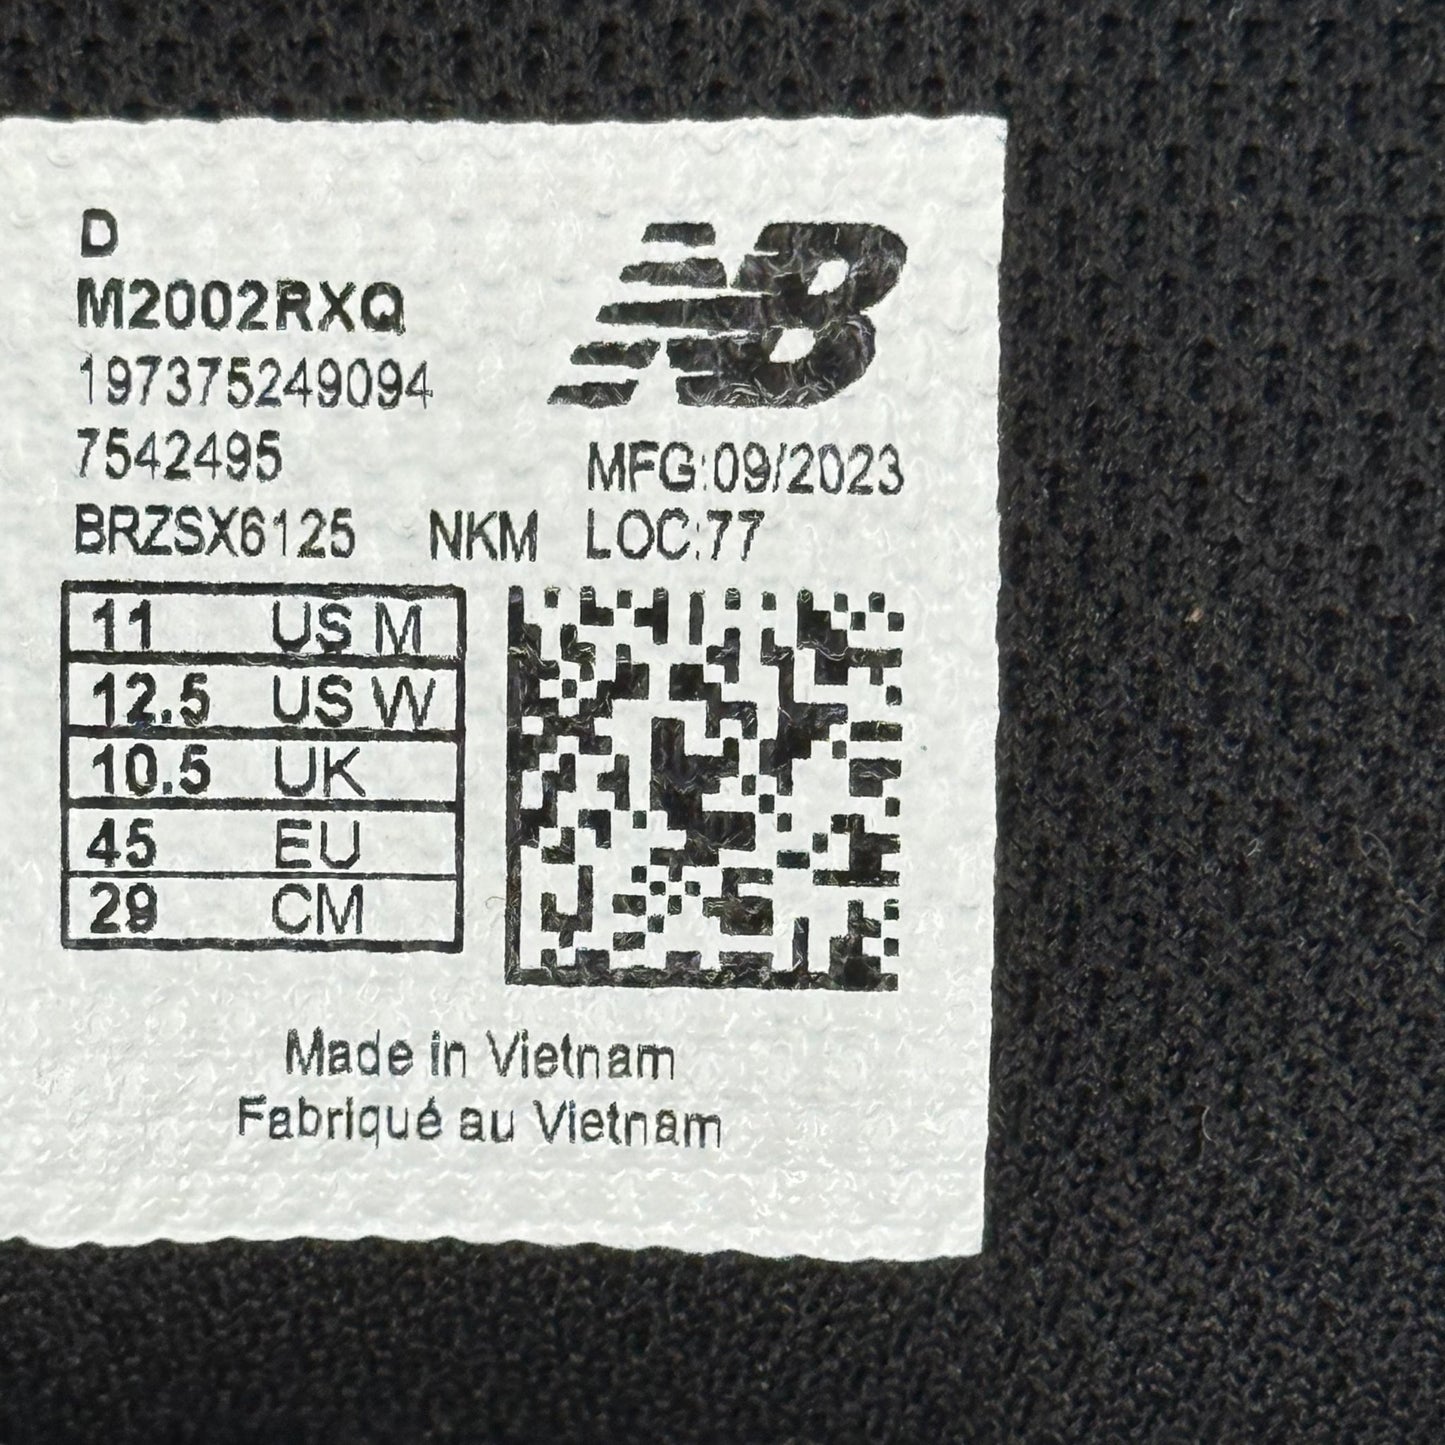 D
M2002RXQ
197375249094
7542495
BRZSX6125 NKM
NB
MFG:09/2023
LOC:77
11 US M
12.5 US W
10.5 UK
45 EU
29 CM
Made in Vietnam
Fabriqué au Vietnam